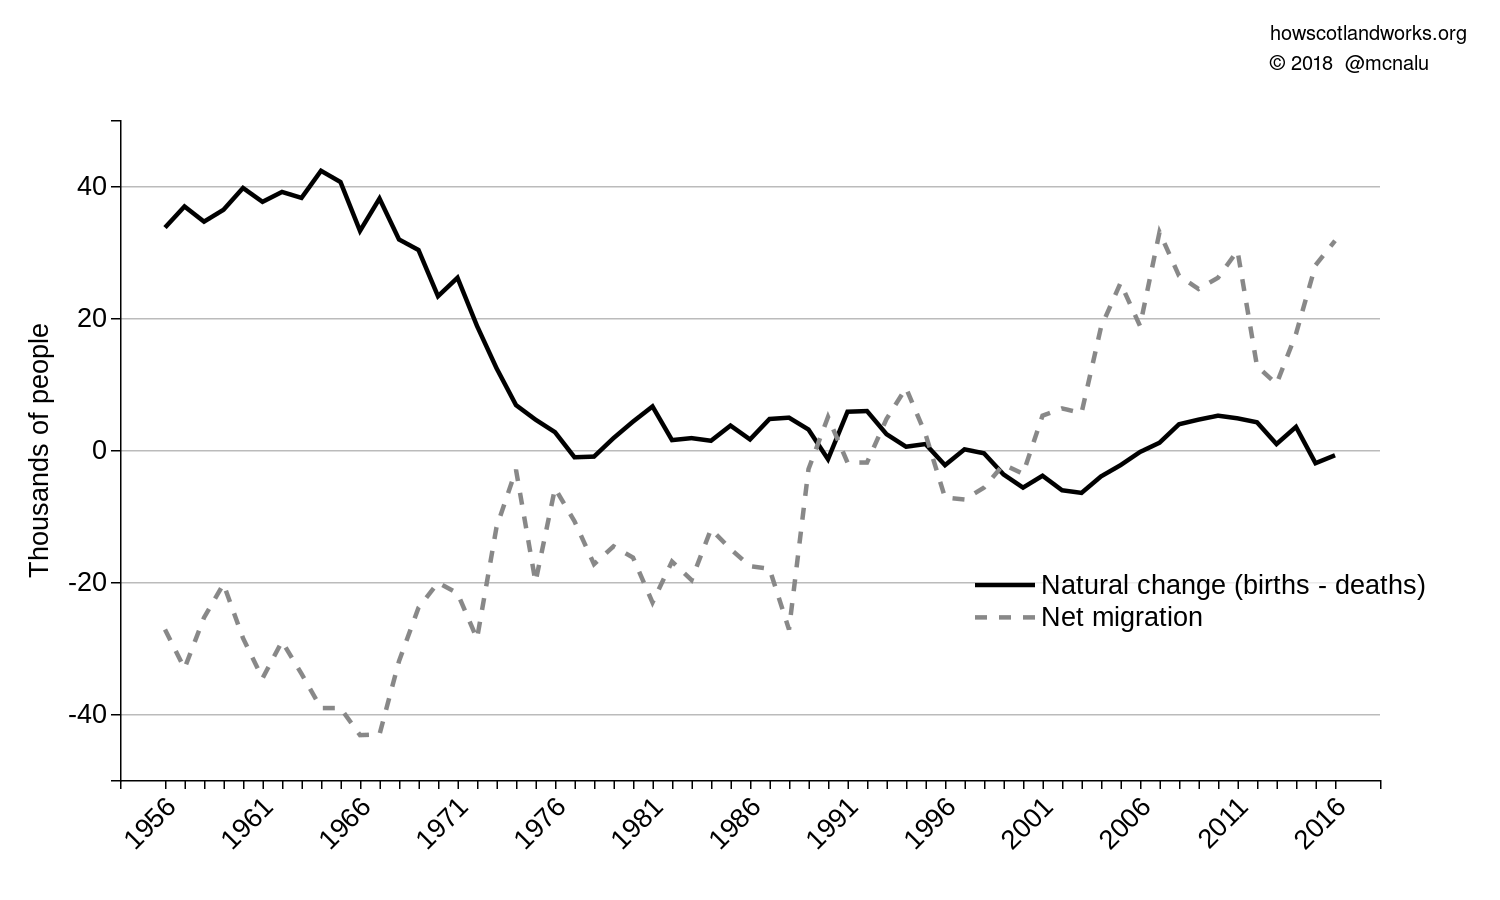 howscotlandworks.org
© 2018 @mcnalu
Thousands of people
40
20
0
-20
-40
Natural change (births - deaths)
Net migration
1956 1961 1966 1971 1976 1981 1986 1991 1996 2001 2006 2011 2016